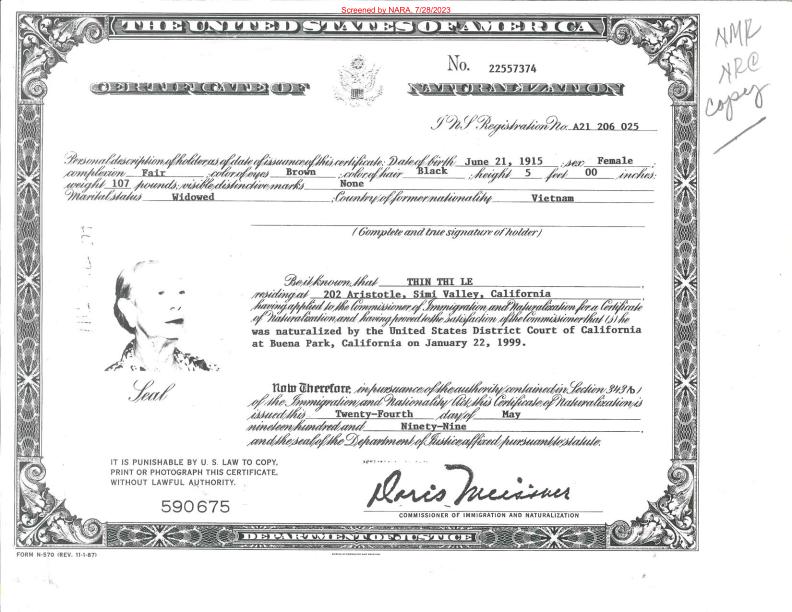 Screened by NARA, 7/28/2023
THE UNITED STATES OF AMERICA
NMR
NRC
copy
No. 22557374
CERTIFICATE OF NATURALIZATION
I N S Registration No. A21 206 025
Personal description of holder as of date of issuance of this certificate: Date of birth June 21, 1915 ; sex Female ;
complexion Fair ; color of eyes Brown ; color of hair Black ; height 5 feet 00 inches;
weight 107 pounds; visible distinctive marks None
Marital status Widowed ; Country of former nationality Vietnam
(Complete and true signature of holder)
Be it known, that THIN THI LE
residing at 202 Aristotle, Simi Valley, California
having applied to the Commissioner of Immigration and Naturalization for a Certificate
of Naturalization, and having proved to the satisfaction of the Commissioner that (s)he
was naturalized by the United States District Court of California
at Buena Park, California on January 22, 1999.
Seal
Now Therefore, in pursuance of the authority contained in Section 343(b)
of the Immigration and Nationality Act, this Certificate of Naturalization is
issued this Twenty-Fourth day of May
nineteen hundred and Ninety-Nine
and the seal of the Department of Justice affixed pursuant to statute.
IT IS PUNISHABLE BY U. S. LAW TO COPY,
PRINT OR PHOTOGRAPH THIS CERTIFICATE,
WITHOUT LAWFUL AUTHORITY.
590675
Doris Meissner
COMMISSIONER OF IMMIGRATION AND NATURALIZATION
DEPARTMENT OF JUSTICE
FORM N-570 (REV. 11-1-87)